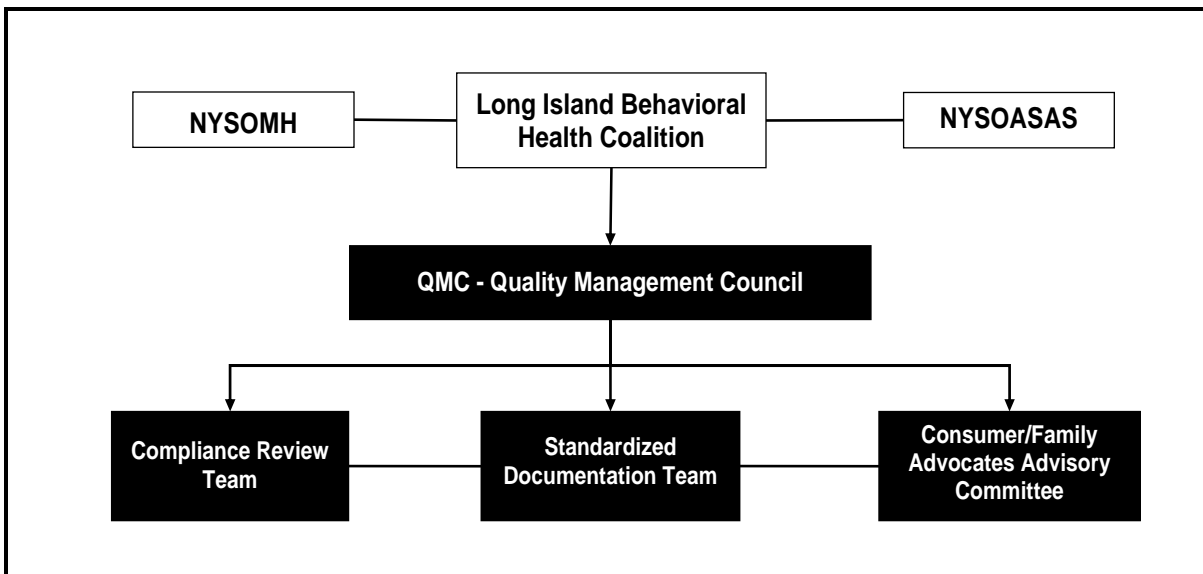 NYSOMH
Long Island Behavioral
Health Coalition
NYSOASAS
QMC - Quality Management Council
Compliance Review
Team
Standardized
Documentation Team
Consumer/Family
Advocates Advisory
Committee